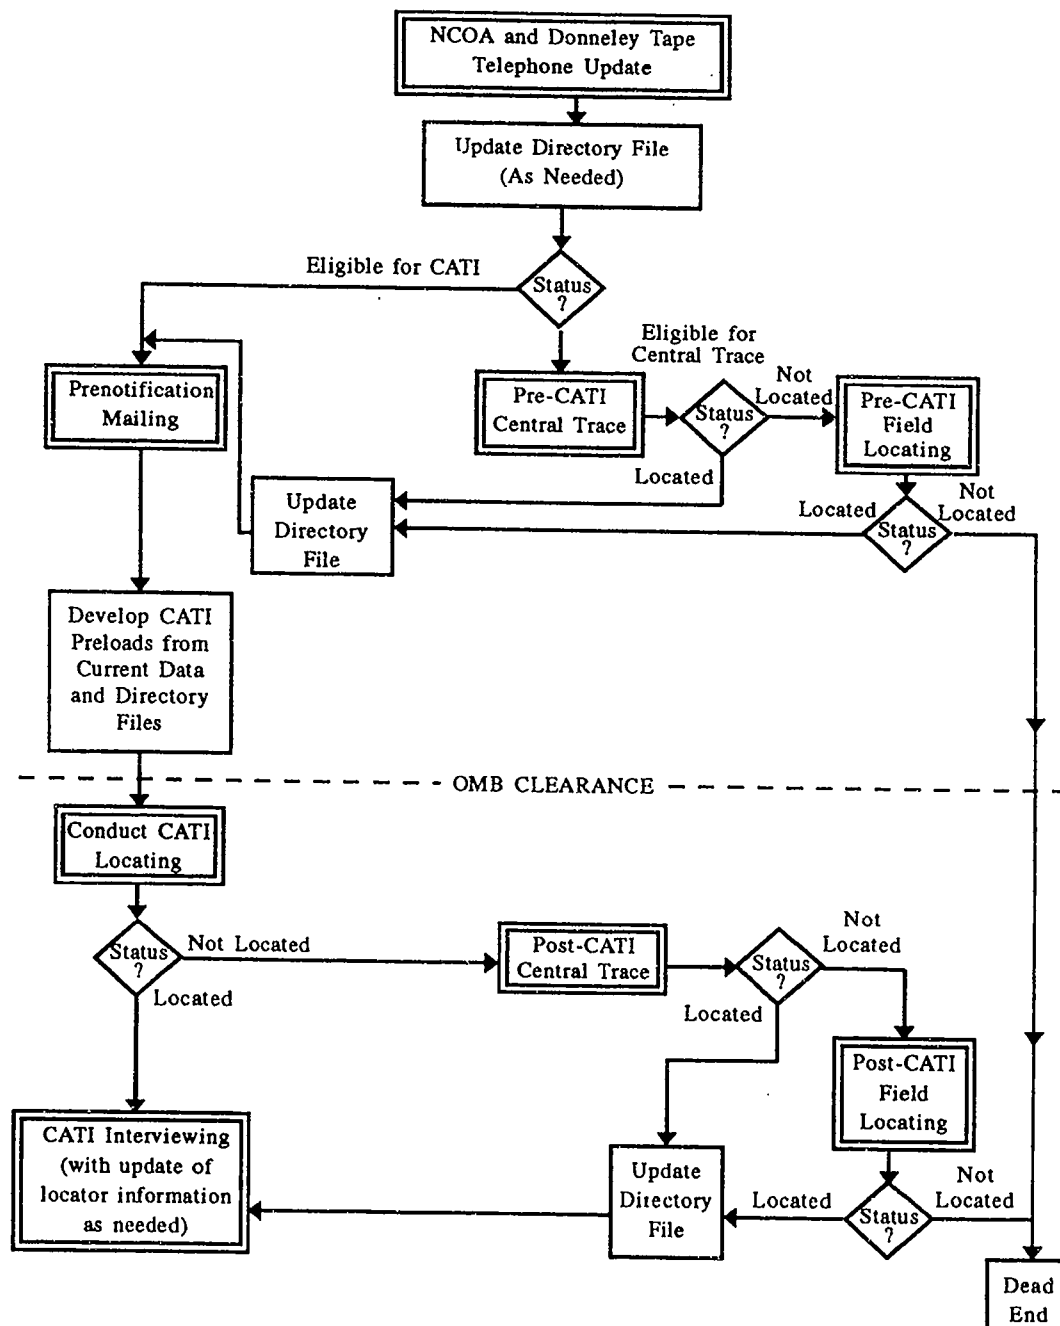 NCOA and Donneley Tape
Telephone Update
Update Directory File
(As Needed)
Eligible for CATI
Status
?
Eligible for
Central Trace
Prenotification
Mailing
Pre-CATI
Central Trace
Status
?
Not
Located
Pre-CATI
Field
Locating
Located
Update
Directory
File
Located
Status
?
Not
Located
Develop CATI
Preloads from
Current Data
and Directory
Files
OMB CLEARANCE
Conduct CATI
Locating
Status
?
Not Located
Located
Post-CATI
Central Trace
Status
?
Not
Located
Located
Post-CATI
Field
Locating
CATI Interviewing
(with update of
locator information
as needed)
Update
Directory
File
Located
Status
?
Not
Located
Dead
End